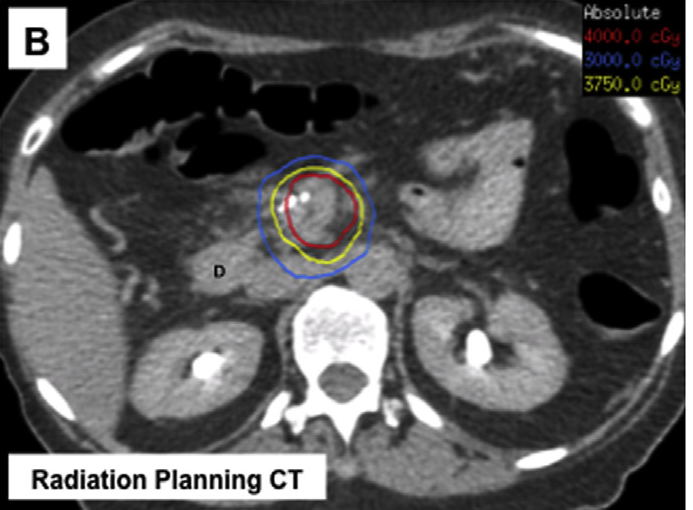 B
Absolute
4000.0 cGy
3000.0 cGy
3750.0 cGy
D
Radiation Planning CT